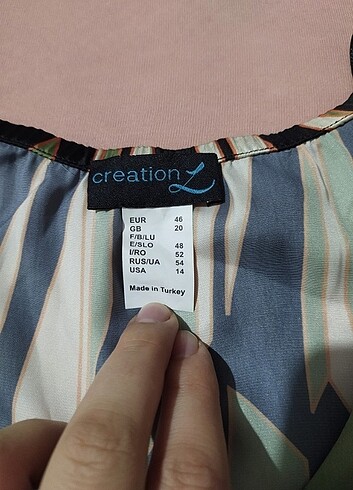 creation L
EUR 46
GB 20
F/B/LU
E/SLO 48
I/RO 52
RUS/UA 54
USA 14
Made in Turkey